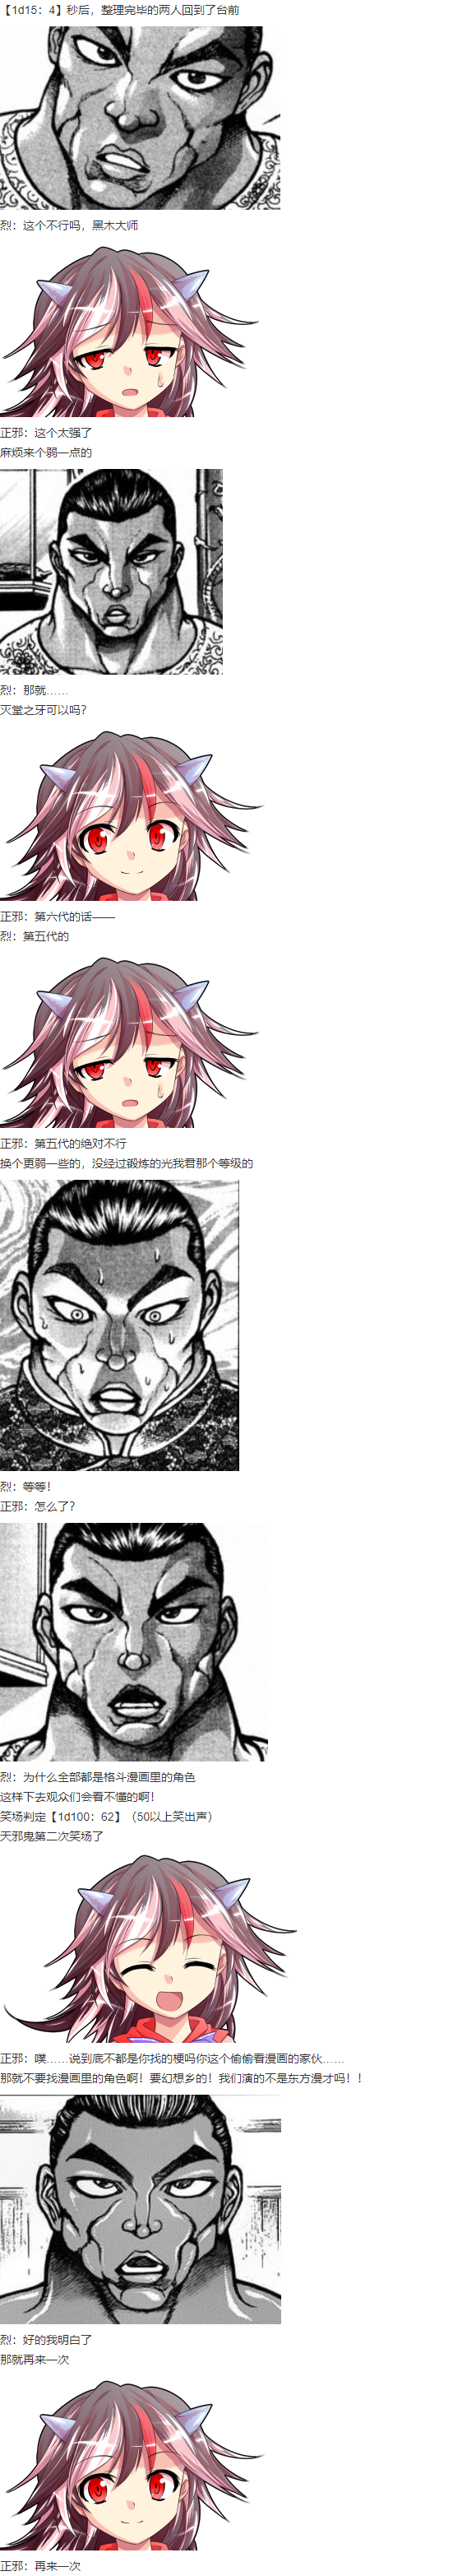 【1d15：4】秒后，整理完毕的两人回到了台前
烈：这个不行吗，黑木大师
正邪：这个太强了
麻烦来个弱一点的
烈：那就……
灭堂之牙可以吗？
正邪：第六代的话——
烈：第五代的
正邪：第五代的绝对不行
换个更弱一些的，没经过锻炼的光我君那个等级的
烈：等等！
正邪：怎么了？
烈：为什么全部都是格斗漫画里的角色
这样下去观众们会看不懂的啊！
笑场判定【1d100：62】（50以上笑出声）
天邪鬼第二次笑场了
正邪：噗……说到底不都是你找的梗吗你这个偷偷看漫画的家伙……
那就不要找漫画里的角色啊！要幻想乡的！我们演的不是东方漫才吗！！
烈：好的我明白了
那就再来一次
正邪：再来一次